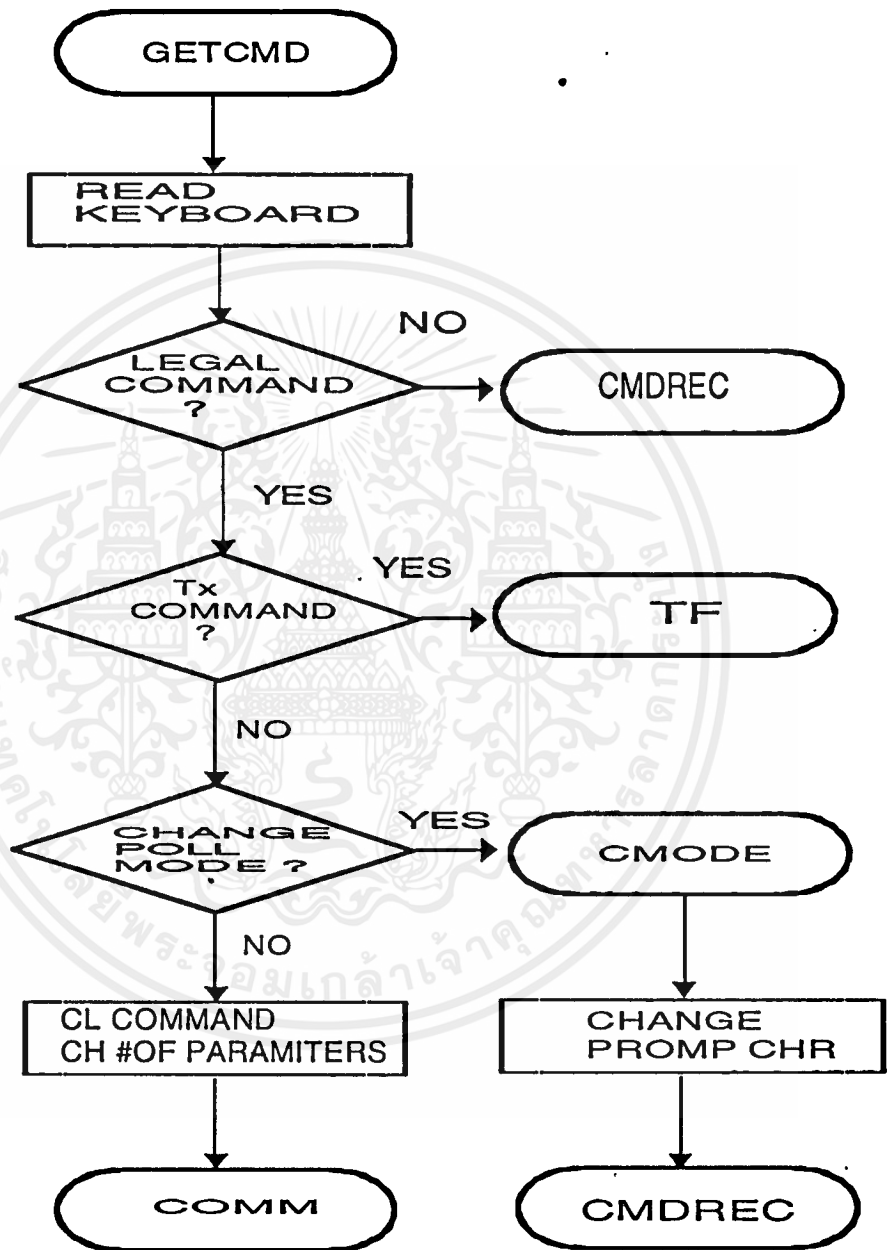 GETCMD
READ
KEYBOARD
LEGAL
COMMAND
?
NO
CMDREC
YES
Tx
COMMAND
?
YES
TF
NO
CHANGE
POLL
MODE ?
YES
CMODE
NO
CL COMMAND
CH #OF PARAMITERS
CHANGE
PROMP CHR
COMM
CMDREC